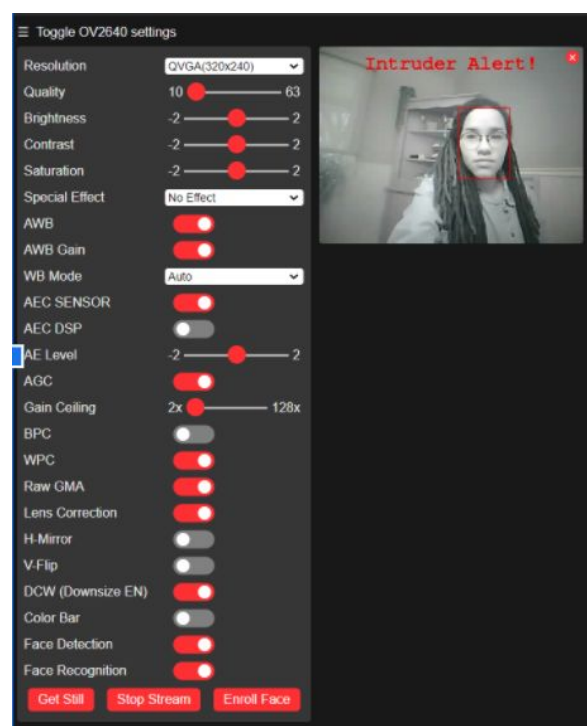 ☰ Toggle OV2640 settings
Resolution QVGA(320x240)
Quality 10 63
Brightness -2 2
Contrast -2 2
Saturation -2 2
Special Effect No Effect
AWB
AWB Gain
WB Mode Auto
AEC SENSOR
AEC DSP
AE Level -2 2
AGC
Gain Ceiling 2x 128x
BPC
WPC
Raw GMA
Lens Correction
H-Mirror
V-Flip
DCW (Downsize EN)
Color Bar
Face Detection
Face Recognition
Get Still Stop Stream Enroll Face
Intruder Alert! ×